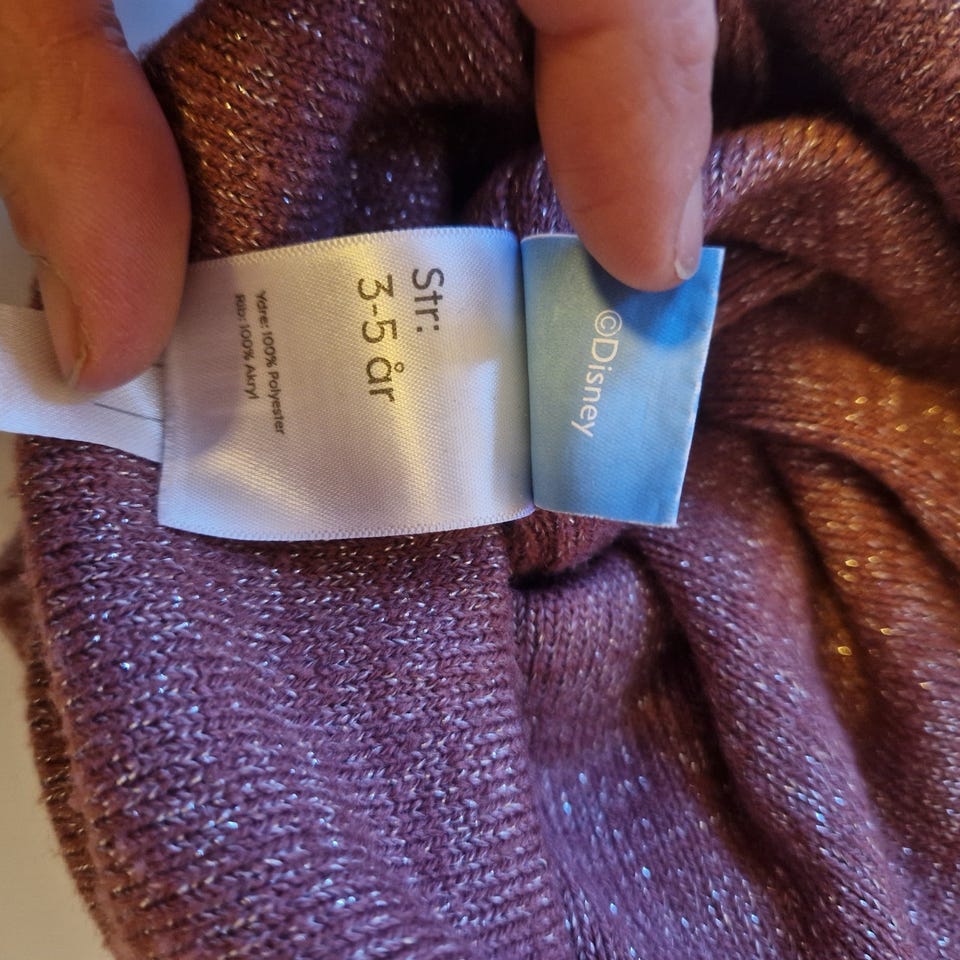 Str:
3-5 år
Ydre: 100% Polyester
Rib: 100% Akryl
©Disney